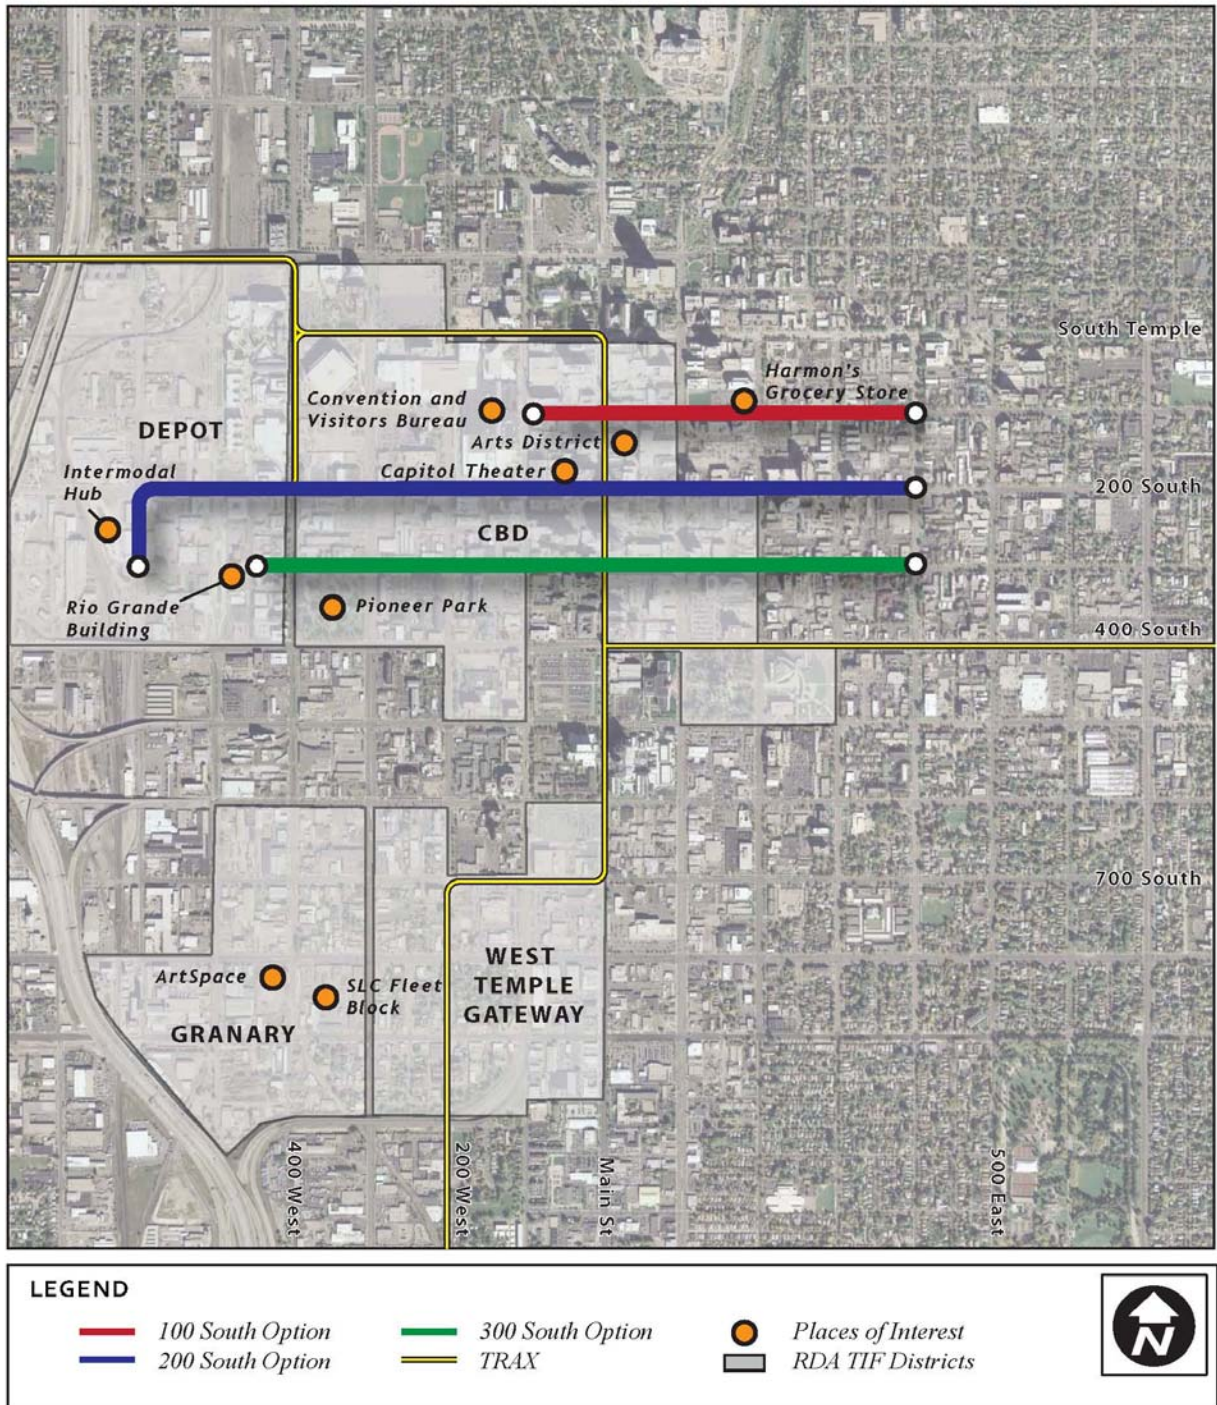 South Temple
Harmon's
Grocery Store
Convention and
Visitors Bureau
Arts District
DEPOT
Capitol Theater
Intermodal
Hub
200 South
CBD
Rio Grande
Building
Pioneer Park
400 South
700 South
WEST
TEMPLE
GATEWAY
ArtSpace
SLC Fleet
Block
GRANARY
400 West
200 West
Main St
500 East
LEGEND
100 South Option
300 South Option
Places of Interest
200 South Option
TRAX
RDA TIF Districts
N